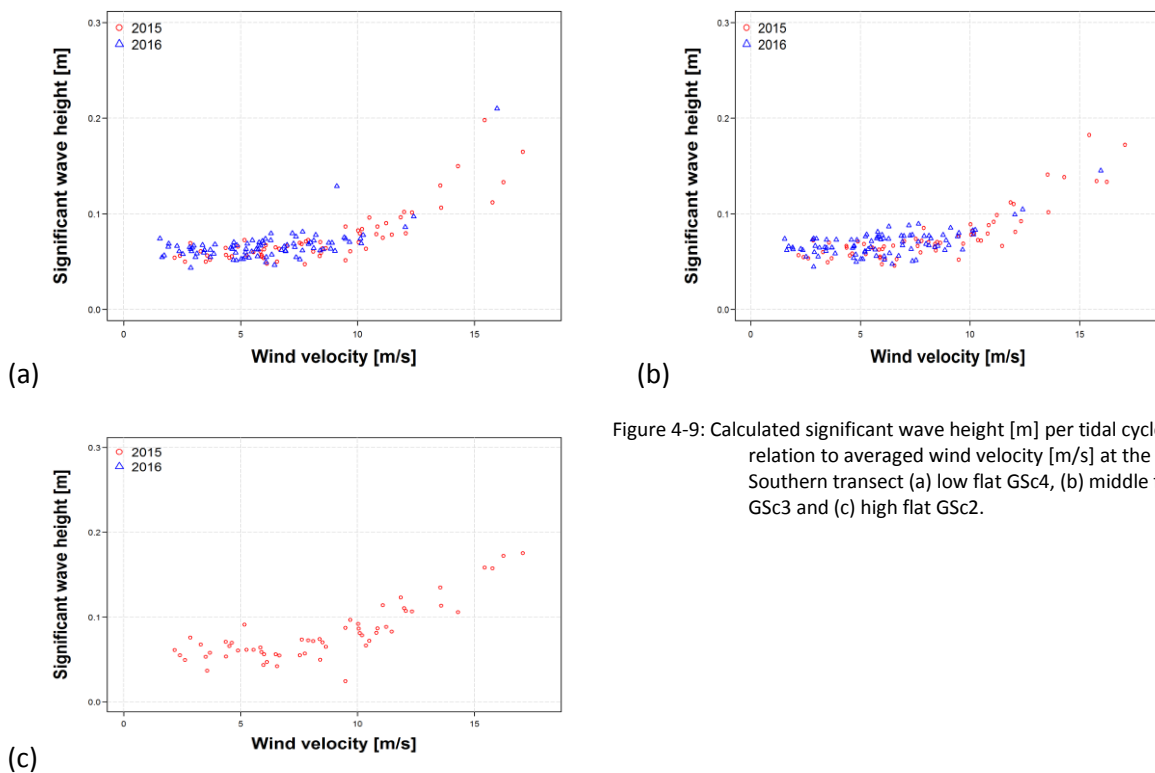 Significant wave height [m]
0.3
0.2
0.1
0.0
2015
2016
0
5
10
15
Wind velocity [m/s]
(a)
Significant wave height [m]
0.3
0.2
0.1
0.0
2015
2016
0
5
10
15
Wind velocity [m/s]
(b)
Significant wave height [m]
0.3
0.2
0.1
0.0
2015
2016
0
5
10
15
Wind velocity [m/s]
(c)
Figure 4-9: Calculated significant wave height [m] per tidal cycle
relation to averaged wind velocity [m/s] at the
Southern transect (a) low flat GSc4, (b) middle
GSc3 and (c) high flat GSc2.